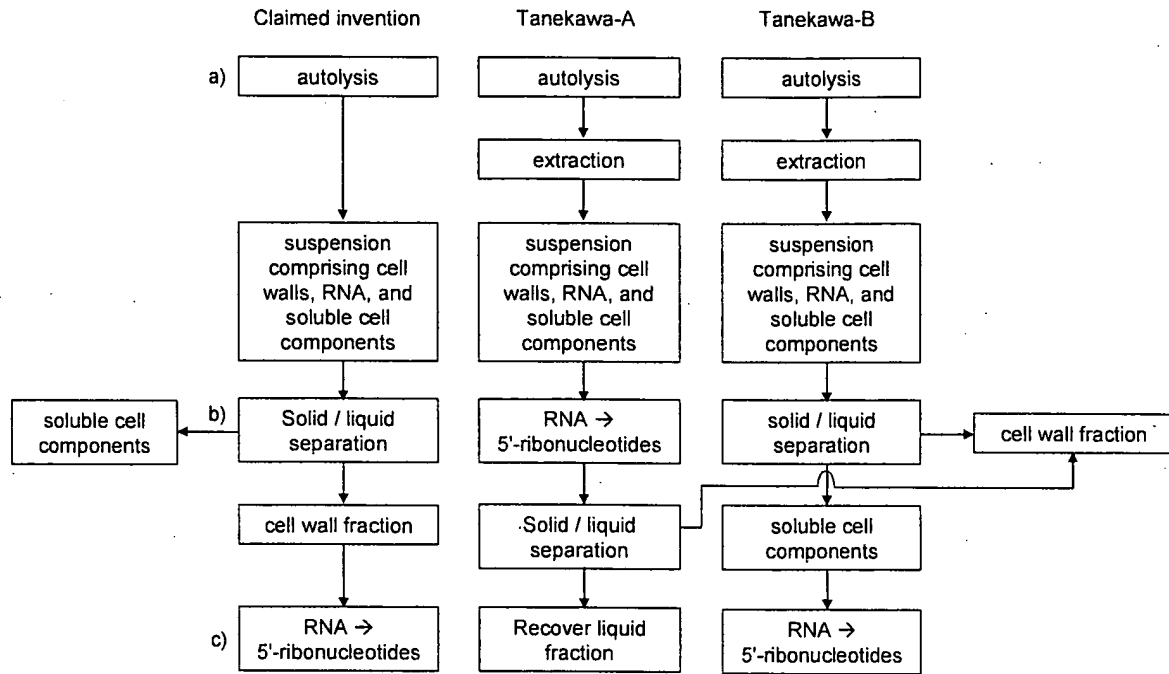 Claimed invention
Tanekawa-A
Tanekawa-B
a)
autolysis
autolysis
autolysis
extraction
extraction
suspension
comprising cell
walls, RNA, and
soluble cell
components
suspension
comprising cell
walls, RNA, and
soluble cell
components
suspension
comprising cell
walls, RNA, and
soluble cell
components
soluble cell
components
b)
Solid / liquid
separation
RNA →
5'-ribonucleotides
solid / liquid
separation
cell wall fraction
cell wall fraction
Solid / liquid
separation
soluble cell
components
c)
RNA →
5'-ribonucleotides
Recover liquid
fraction
RNA →
5'-ribonucleotides